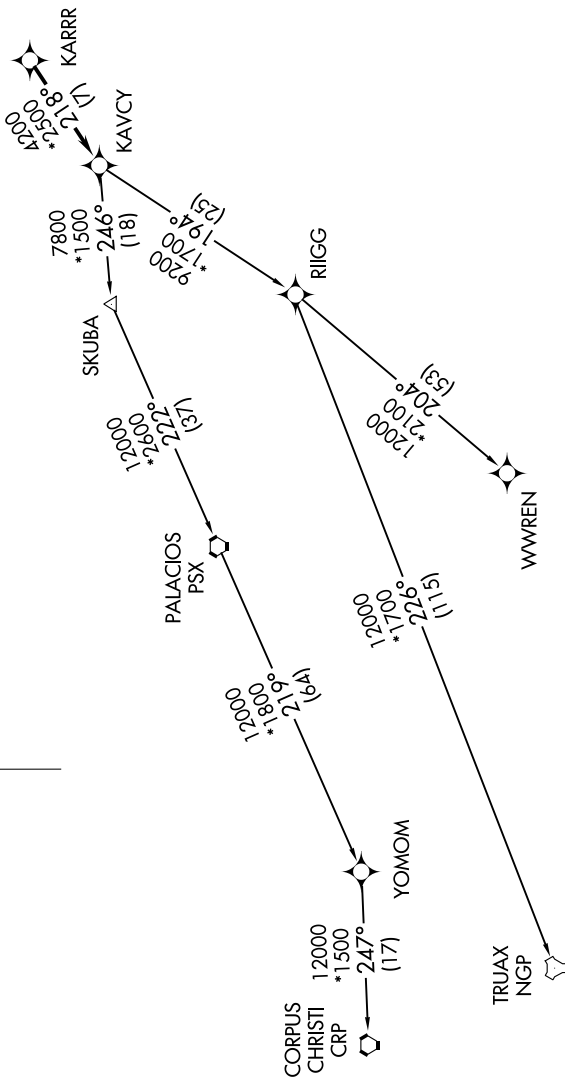 KARRR
4200
*2500
218°
(7)
KAVCY
7800
*1500
246°
(18)
9200
*1700
194°
(25)
SKUBA
RIIGG
12000
*2600
222°
(37)
12000
*2100
204°
(53)
WWREN
PALACIOS
PSX
12000
*1700
226°
(115)
12000
*1800
219°
(64)
YOMOM
12000
*1500
247°
(17)
CORPUS
CHRISTI
CRP
TRUAX
NGP